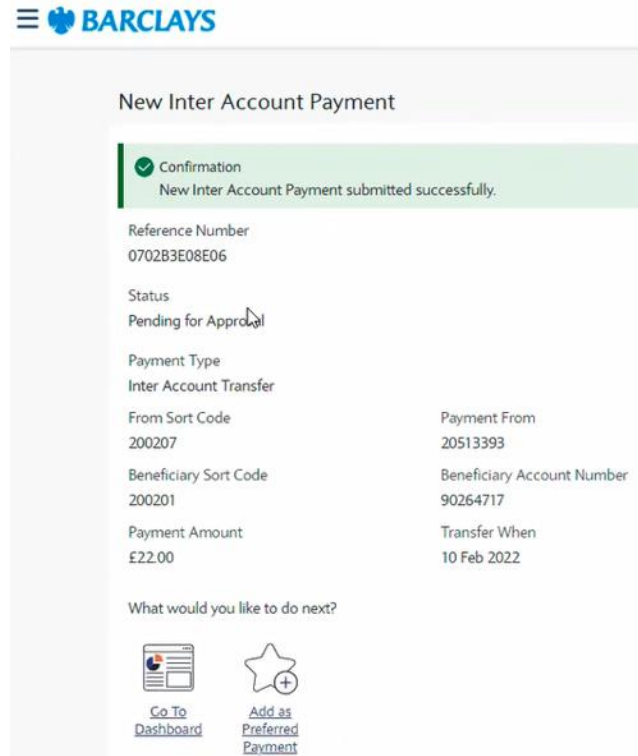 BARCLAYS
New Inter Account Payment
Confirmation
New Inter Account Payment submitted successfully.
Reference Number
0702B3E08E06
Status
Pending for Approval
Payment Type
Inter Account Transfer
From Sort Code
200207
Payment From
20513393
Beneficiary Sort Code
200201
Beneficiary Account Number
90264717
Payment Amount
£22.00
Transfer When
10 Feb 2022
What would you like to do next?
Go To
Dashboard
Add as
Preferred
Payment